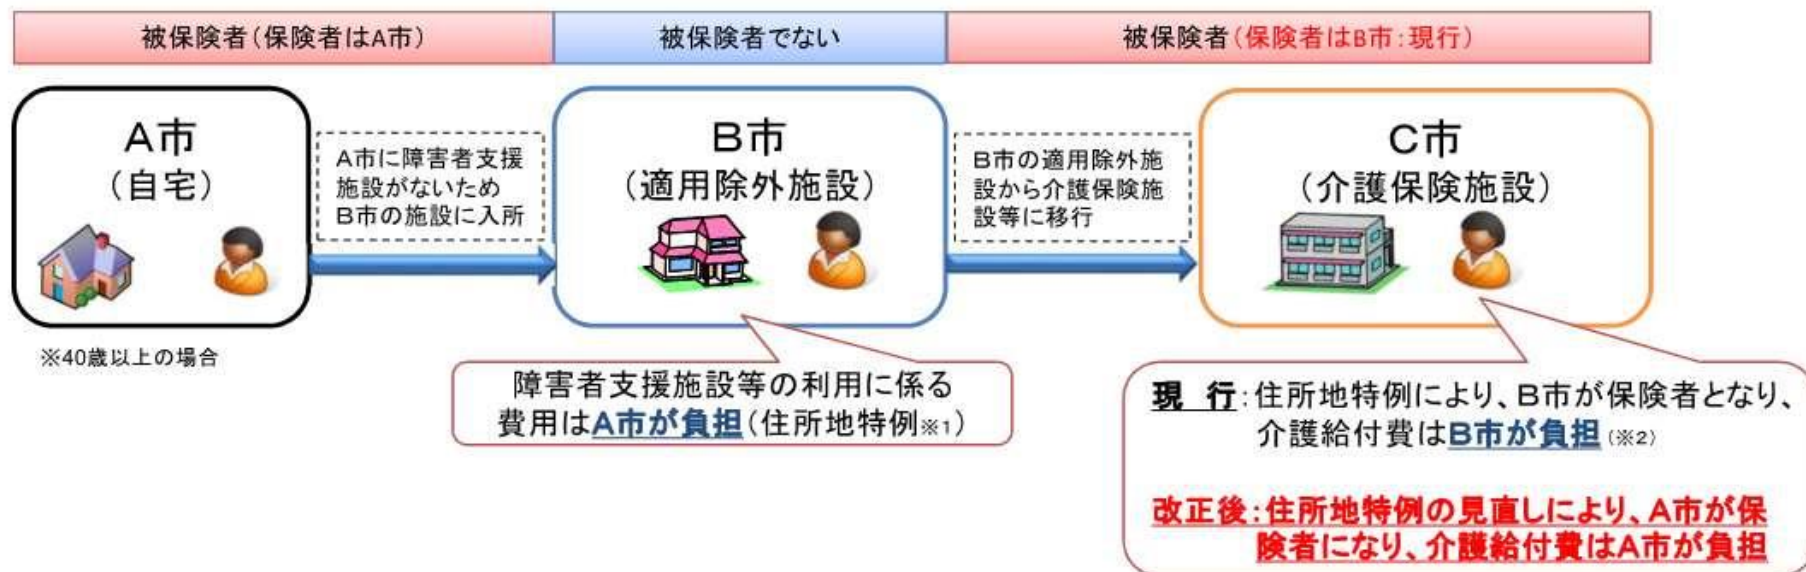 被保険者(保険者はA市)
被保険者でない
被保険者(保険者はB市:現行)
A市
(自宅)
A市に障害者支援
施設がないため
B市の施設に入所
B市
(適用除外施設)
B市の適用除外施
設から介護保険施
設等に移行
C市
(介護保険施設)
※40歳以上の場合
障害者支援施設等の利用に係る
費用はA市が負担(住所地特例※1)
現 行:住所地特例により、B市が保険者となり、
介護給付費はB市が負担(※2)
改正後:住所地特例の見直しにより、A市が保
険者になり、介護給付費はA市が負担